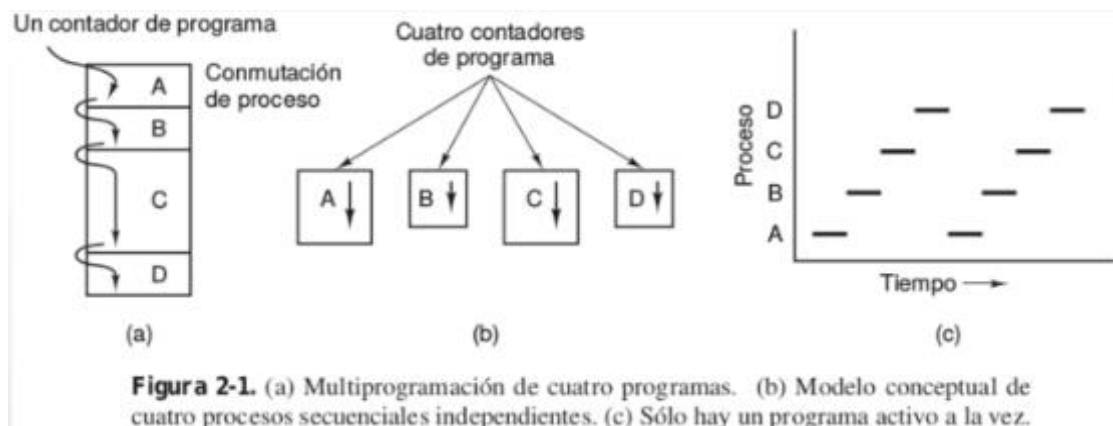 Un contador de programa
Conmutación
de proceso
A
B
C
D
(a)
Cuatro contadores
de programa
A
B
C
D
(b)
Proceso
D
C
B
A
Tiempo
(c)
Figura 2-1. (a) Multiprogramación de cuatro programas. (b) Modelo conceptual de
cuatro procesos secuenciales independientes. (c) Sólo hay un programa activo a la vez.